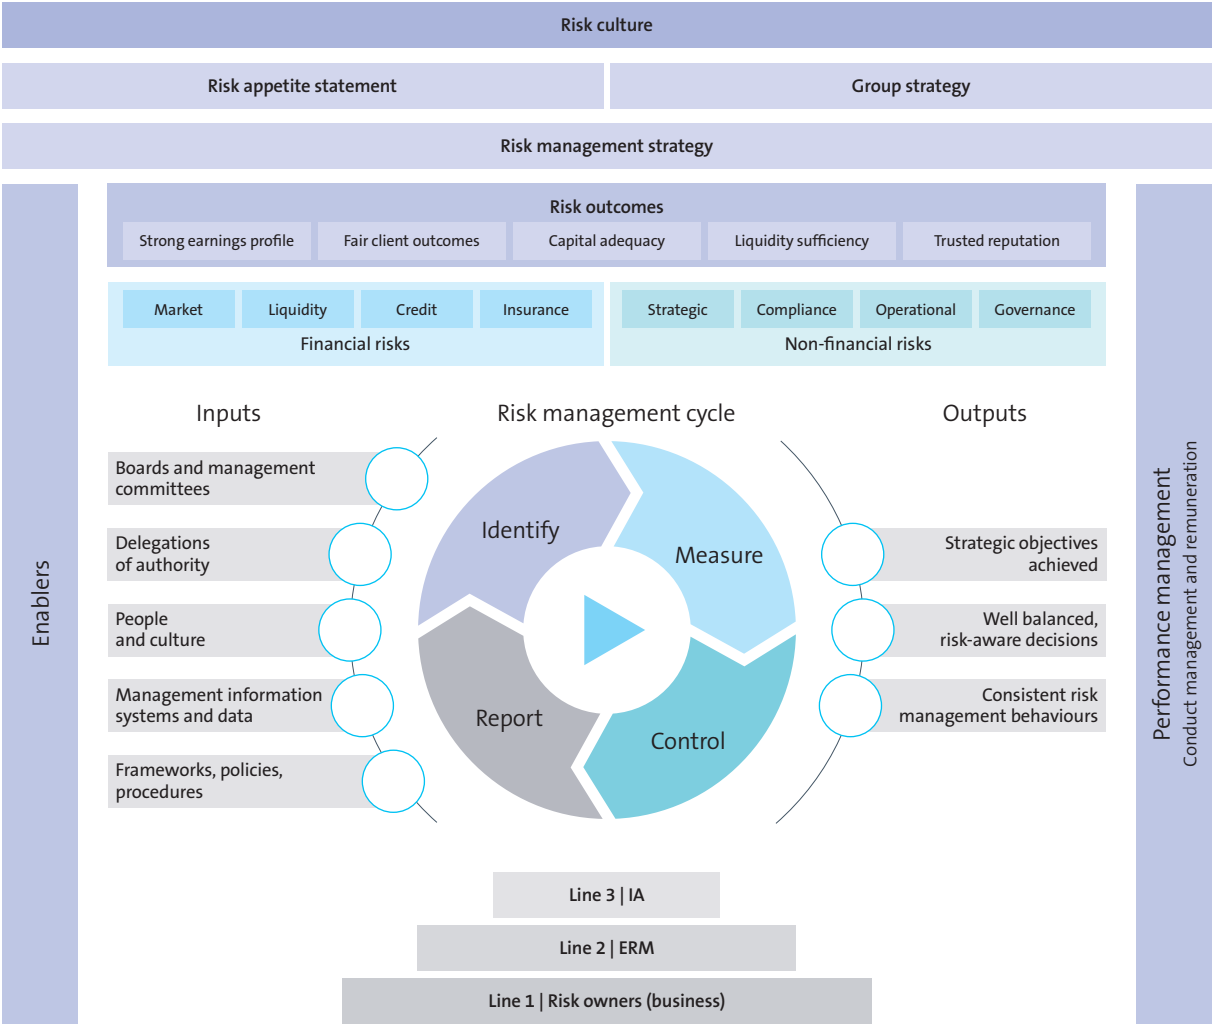 Risk culture
Risk appetite statement
Group strategy
Risk management strategy
Enablers
Risk outcomes
Strong earnings profile
Fair client outcomes
Capital adequacy
Liquidity sufficiency
Trusted reputation
Market
Liquidity
Credit
Insurance
Financial risks
Strategic
Compliance
Operational
Governance
Non-financial risks
Inputs
Boards and management
committees
Delegations
of authority
People
and culture
Management information
systems and data
Frameworks, policies,
procedures
Risk management cycle
Identify
Measure
Control
Report
Outputs
Strategic objectives
achieved
Well balanced,
risk-aware decisions
Consistent risk
management behaviours
Line 3 | IA
Line 2 | ERM
Line 1 | Risk owners (business)
Performance management
Conduct management and remuneration